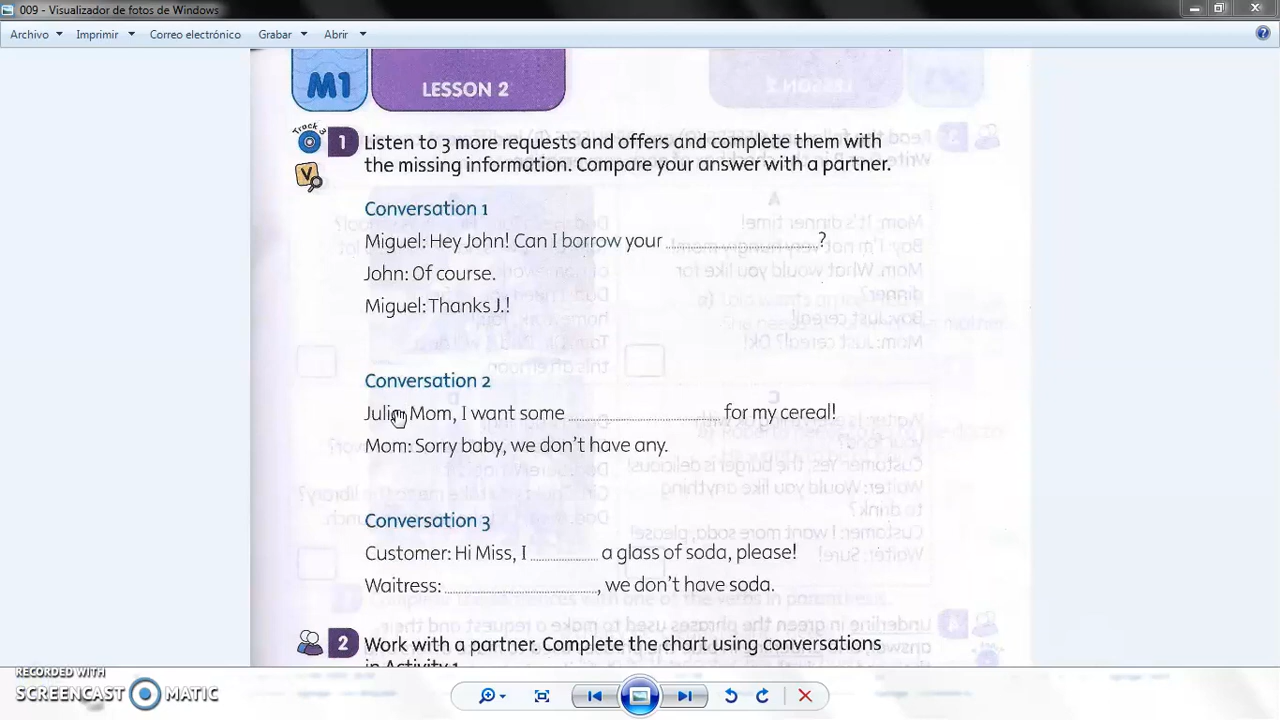 009 - Visualizador de fotos de Windows
Archivo Imprimir Correo electrónico Grabar Abrir
M1 LESSON 2
Track 3
1 Listen to 3 more requests and offers and complete them with
V
the missing information. Compare your answer with a partner.
Conversation 1
Miguel: Hey John! Can I borrow your ?
John: Of course.
Miguel: Thanks J.!
Conversation 2
Mom, I want some for my cereal!
Mom: Sorry baby, we don't have any.
Conversation 3
Customer: Hi Miss, I a glass of soda, please!
Waitress: , we don't have soda.
2 Work with a partner. Complete the chart using conversations
in Activity 1
RECORDED WITH
SCREENCAST MATIC